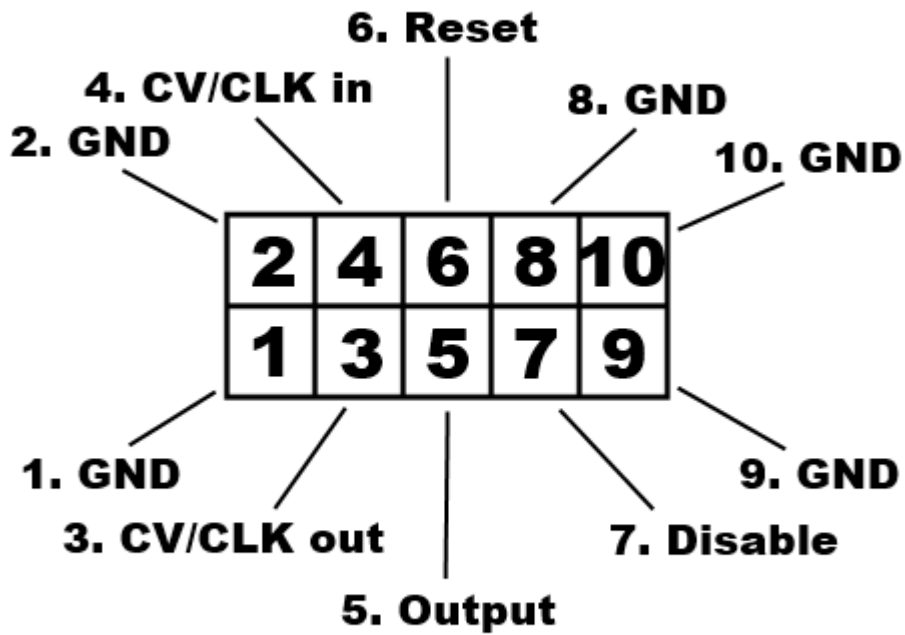 6. Reset
4. CV/CLK in
8. GND
2. GND
10. GND
2 4 6 8 10
1 3 5 7 9
1. GND
9. GND
3. CV/CLK out
7. Disable
5. Output